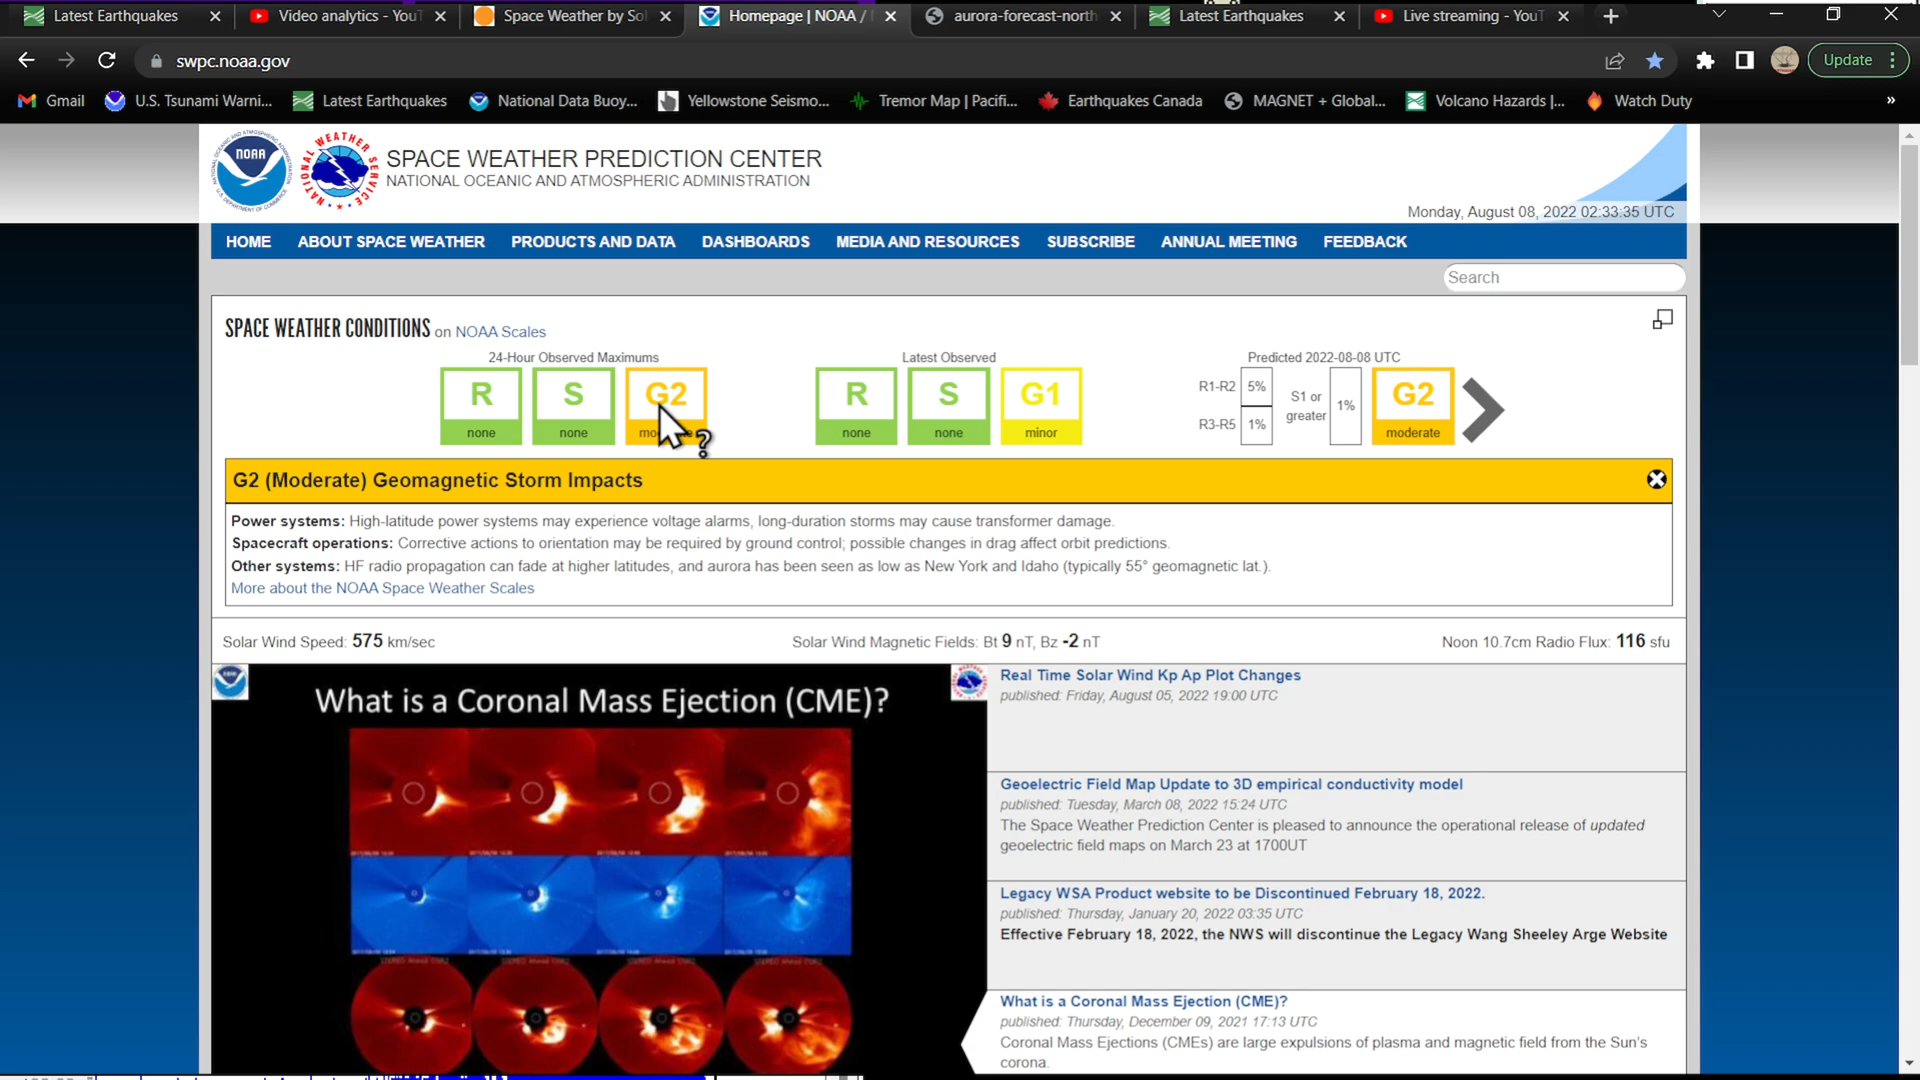 Latest Earthquakes
Video analytics - YouT
Space Weather by Sol
Homepage | NOAA /
aurora-forecast-north
Latest Earthquakes
Live streaming - YouT
swpc.noaa.gov
Update
Gmail
U.S. Tsunami Warni...
Latest Earthquakes
National Data Buoy...
Yellowstone Seismo...
Tremor Map | Pacifi...
Earthquakes Canada
MAGNET + Global...
Volcano Hazards |...
Watch Duty
»
NOAA
NATIONAL WEATHER SERVICE
SPACE WEATHER PREDICTION CENTER
NATIONAL OCEANIC AND ATMOSPHERIC ADMINISTRATION
Monday, August 08, 2022 02:33:35 UTC
HOME
ABOUT SPACE WEATHER
PRODUCTS AND DATA
DASHBOARDS
MEDIA AND RESOURCES
SUBSCRIBE
ANNUAL MEETING
FEEDBACK
Search
SPACE WEATHER CONDITIONS on NOAA Scales
24-Hour Observed Maximums
R
none
S
none
G2
Latest Observed
R
none
S
none
G1
minor
Predicted 2022-08-08 UTC
R1-R2 5%
R3-R5 1%
S1 or
greater
1%
G2
moderate
G2 (Moderate) Geomagnetic Storm Impacts
Power systems: High-latitude power systems may experience voltage alarms, long-duration storms may cause transformer damage.
Spacecraft operations: Corrective actions to orientation may be required by ground control; possible changes in drag affect orbit predictions.
Other systems: HF radio propagation can fade at higher latitudes, and aurora has been seen as low as New York and Idaho (typically 55° geomagnetic lat.).
More about the NOAA Space Weather Scales
Solar Wind Speed: 575 km/sec
Solar Wind Magnetic Fields: Bt 9 nT, Bz -2 nT
Noon 10.7cm Radio Flux: 116 sfu
What is a Coronal Mass Ejection (CME)?
Real Time Solar Wind Kp Ap Plot Changes
published: Friday, August 05, 2022 19:00 UTC
Geoelectric Field Map Update to 3D empirical conductivity model
published: Tuesday, March 08, 2022 15:24 UTC
The Space Weather Prediction Center is pleased to announce the operational release of updated
geoelectric field maps on March 23 at 1700UT
Legacy WSA Product website to be Discontinued February 18, 2022.
published: Thursday, January 20, 2022 03:35 UTC
Effective February 18, 2022, the NWS will discontinue the Legacy Wang Sheeley Arge Website
What is a Coronal Mass Ejection (CME)?
published: Thursday, December 09, 2021 17:13 UTC
Coronal Mass Ejections (CMEs) are large expulsions of plasma and magnetic field from the Sun's
corona.